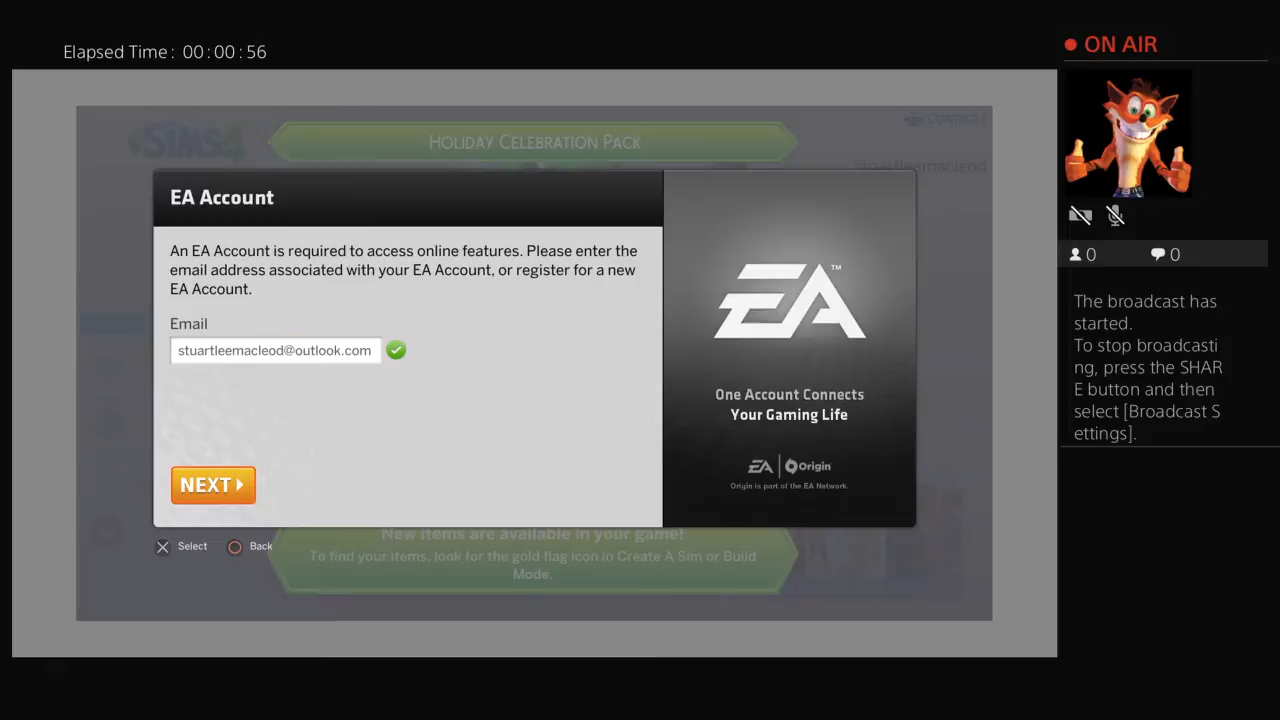 Elapsed Time: 00:00:56
ON AIR
SIMS4
HOLIDAY CELEBRATION PACK
EA Account
An EA Account is required to access online features. Please enter the
email address associated with your EA Account, or register for a new
EA Account.
Email
stuartleemacleod@outlook.com
NEXT
EA™
One Account Connects
Your Gaming Life
EA | Origin
Origin is part of the EA Network.
Select
Back
New items are available in your game!
To find your items, look for the gold flag icon in Create A Sim or Build
Mode.
0
0
The broadcast has
started.
To stop broadcasti
ng, press the SHAR
E button and then
select [Broadcast S
ettings].